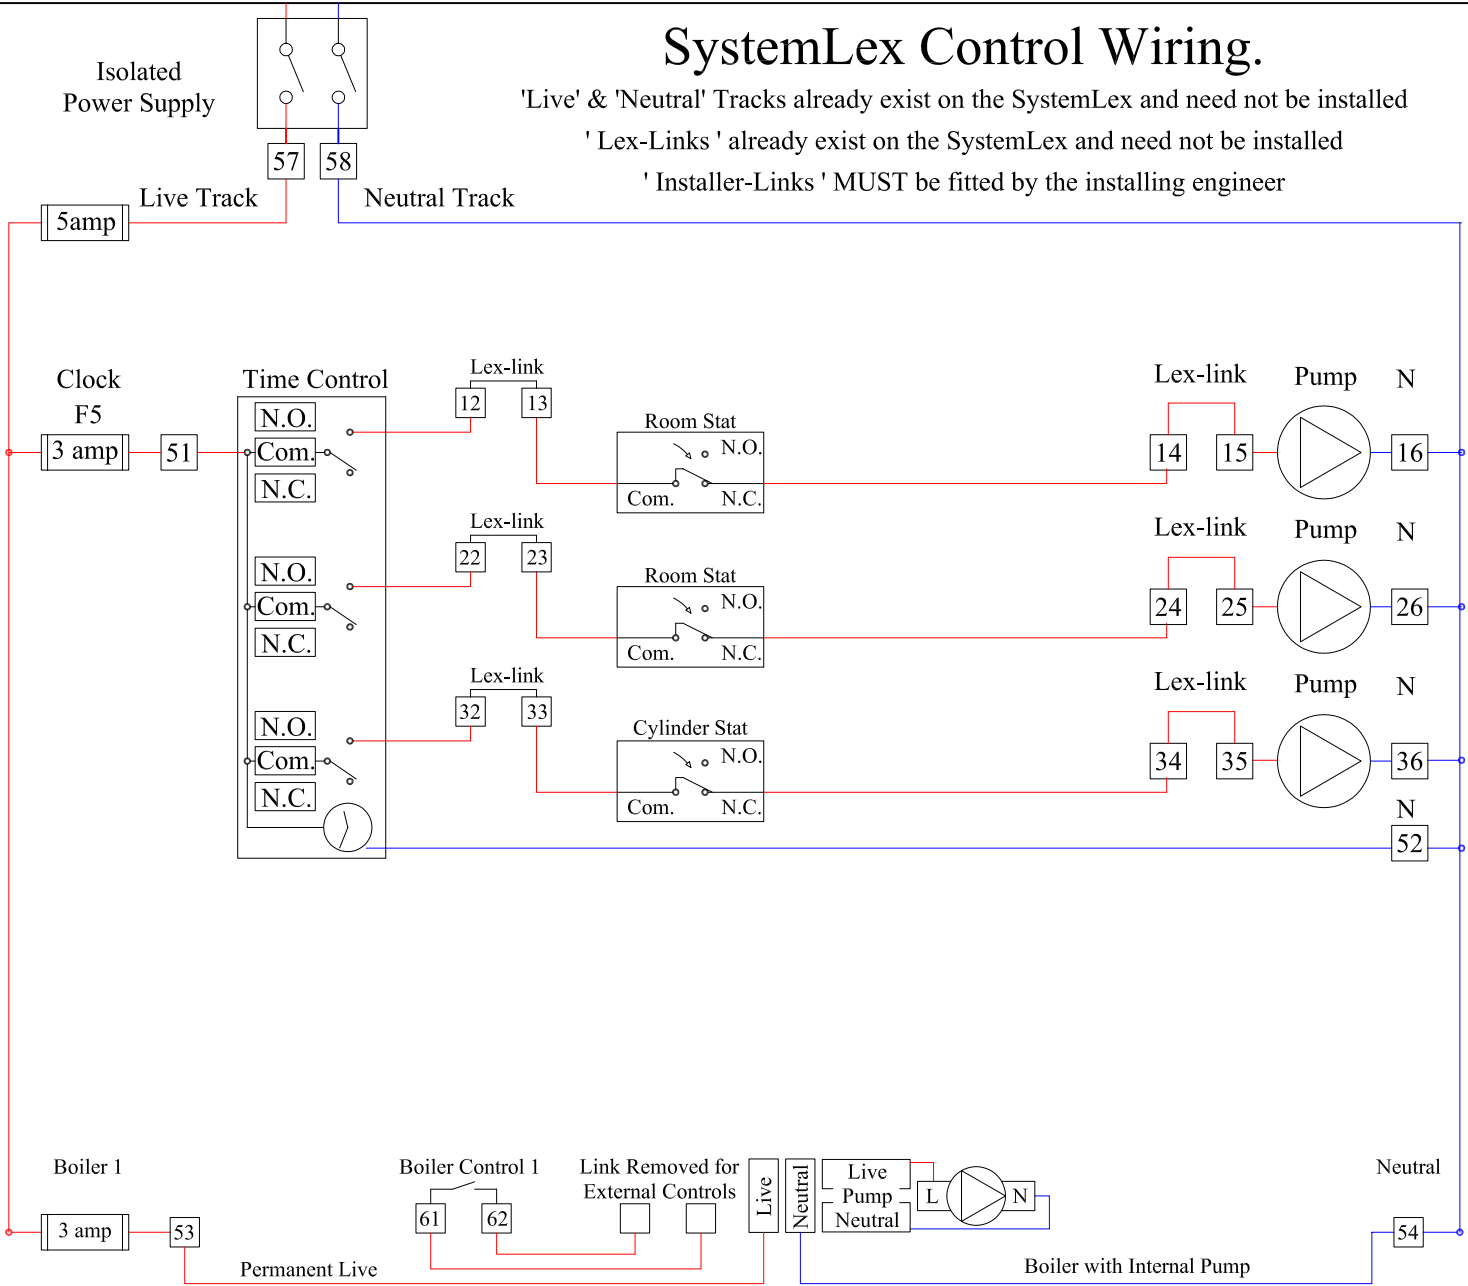 SystemLex Control Wiring.
'Live' & 'Neutral' Tracks already exist on the SystemLex and need not be installed
' Lex-Links ' already exist on the SystemLex and need not be installed
' Installer-Links ' MUST be fitted by the installing engineer
Isolated
Power Supply
57 58
Live Track Neutral Track
5amp
Clock
F5
3 amp
51
Time Control
N.O.
Com.
N.C.
Lex-link
12 13
Room Stat
N.O.
Com. N.C.
Lex-link
14 15
Pump
N
16
N.O.
Com.
N.C.
Lex-link
22 23
Room Stat
N.O.
Com. N.C.
Lex-link
24 25
Pump
N
26
N.O.
Com.
N.C.
Lex-link
32 33
Cylinder Stat
N.O.
Com. N.C.
Lex-link
34 35
Pump
N
36
N
52
Boiler 1
3 amp
53
Permanent Live
Boiler Control 1
61 62
Link Removed for
External Controls
Live
Neutral
Live
Pump
Neutral
L N
Boiler with Internal Pump
Neutral
54